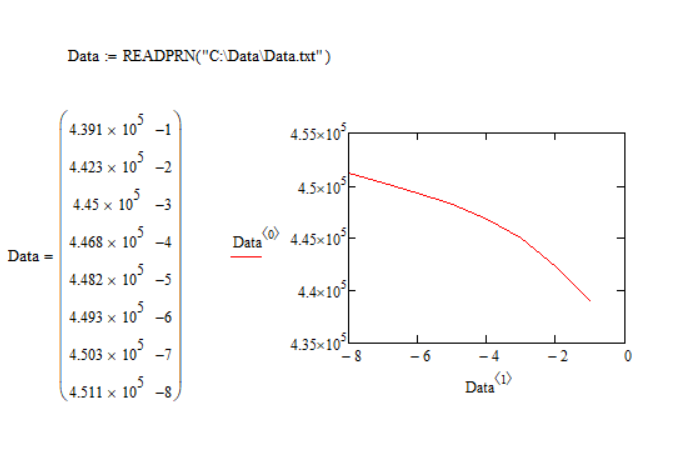 Data := READPRN("C:\Data\Data.txt")
4.391 × 10^5 −1
4.423 × 10^5 −2
4.45 × 10^5 −3
4.468 × 10^5 −4
Data =
4.482 × 10^5 −5
4.493 × 10^5 −6
4.503 × 10^5 −7
4.511 × 10^5 −8
4.55×10^5
4.5×10^5
Data^⟨0⟩
4.45×10^5
4.4×10^5
4.35×10^5
−8 −6 −4 −2 0
Data^⟨1⟩